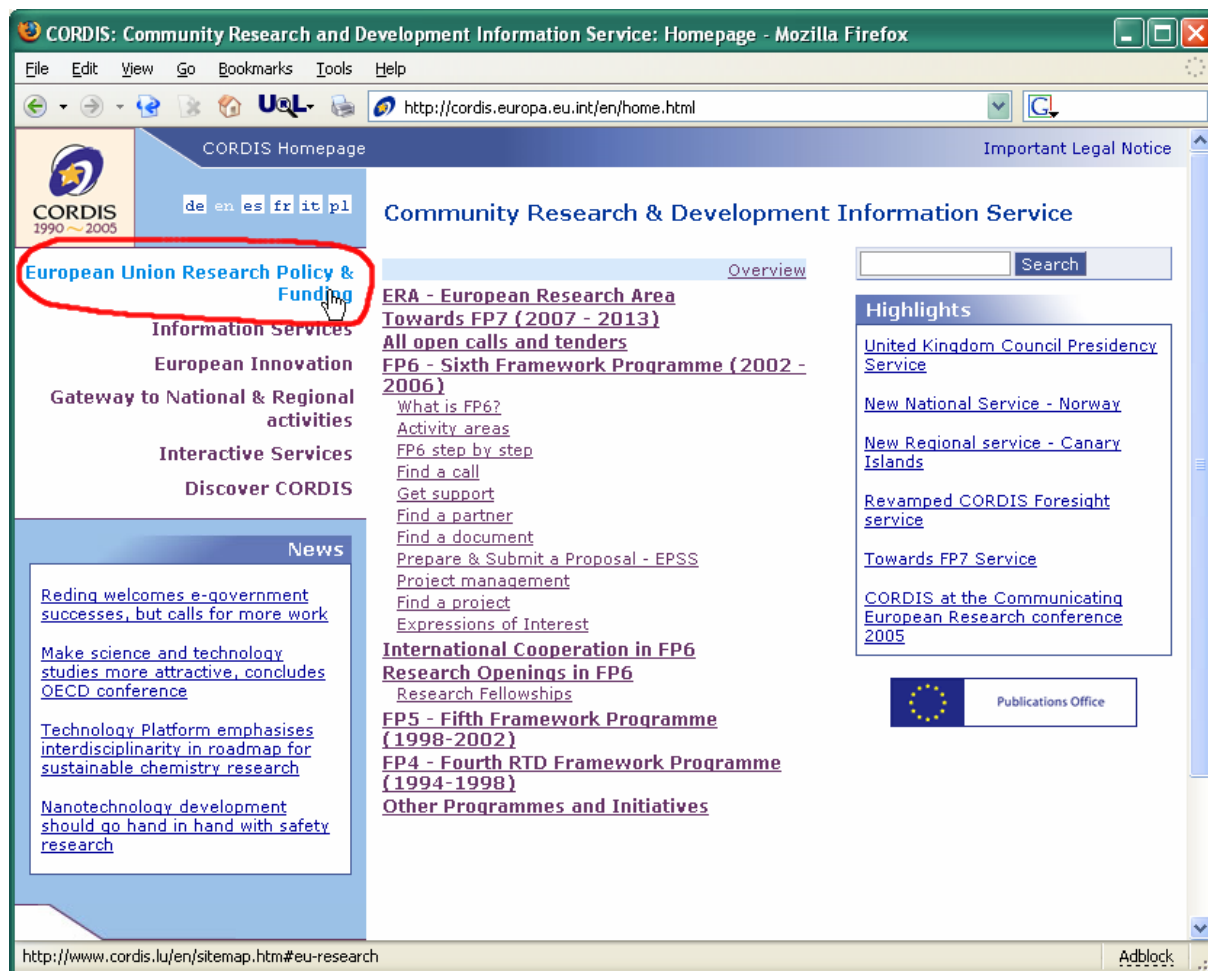 CORDIS: Community Research and Development Information Service: Homepage - Mozilla Firefox
File Edit View Go Bookmarks Tools Help
URL
http://cordis.europa.eu.int/en/home.html
G
CORDIS Homepage
Important Legal Notice
CORDIS
1990 ~ 2005
de en es fr it pl
Community Research & Development Information Service
European Union Research Policy &
Funding
Information Services
European Innovation
Gateway to National & Regional
activities
Interactive Services
Discover CORDIS
News
Reding welcomes e-government
successes, but calls for more work
Make science and technology
studies more attractive, concludes
OECD conference
Technology Platform emphasises
interdisciplinarity in roadmap for
sustainable chemistry research
Nanotechnology development
should go hand in hand with safety
research
Overview
ERA - European Research Area
Towards FP7 (2007 - 2013)
All open calls and tenders
FP6 - Sixth Framework Programme (2002 -
2006)
What is FP6?
Activity areas
FP6 step by step
Find a call
Get support
Find a partner
Find a document
Prepare & Submit a Proposal - EPSS
Project management
Find a project
Expressions of Interest
International Cooperation in FP6
Research Openings in FP6
Research Fellowships
FP5 - Fifth Framework Programme
(1998-2002)
FP4 - Fourth RTD Framework Programme
(1994-1998)
Other Programmes and Initiatives
Search
Highlights
United Kingdom Council Presidency
Service
New National Service - Norway
New Regional service - Canary
Islands
Revamped CORDIS Foresight
service
Towards FP7 Service
CORDIS at the Communicating
European Research conference
2005
Publications Office
http://www.cordis.lu/en/sitemap.htm#eu-research
Adblock